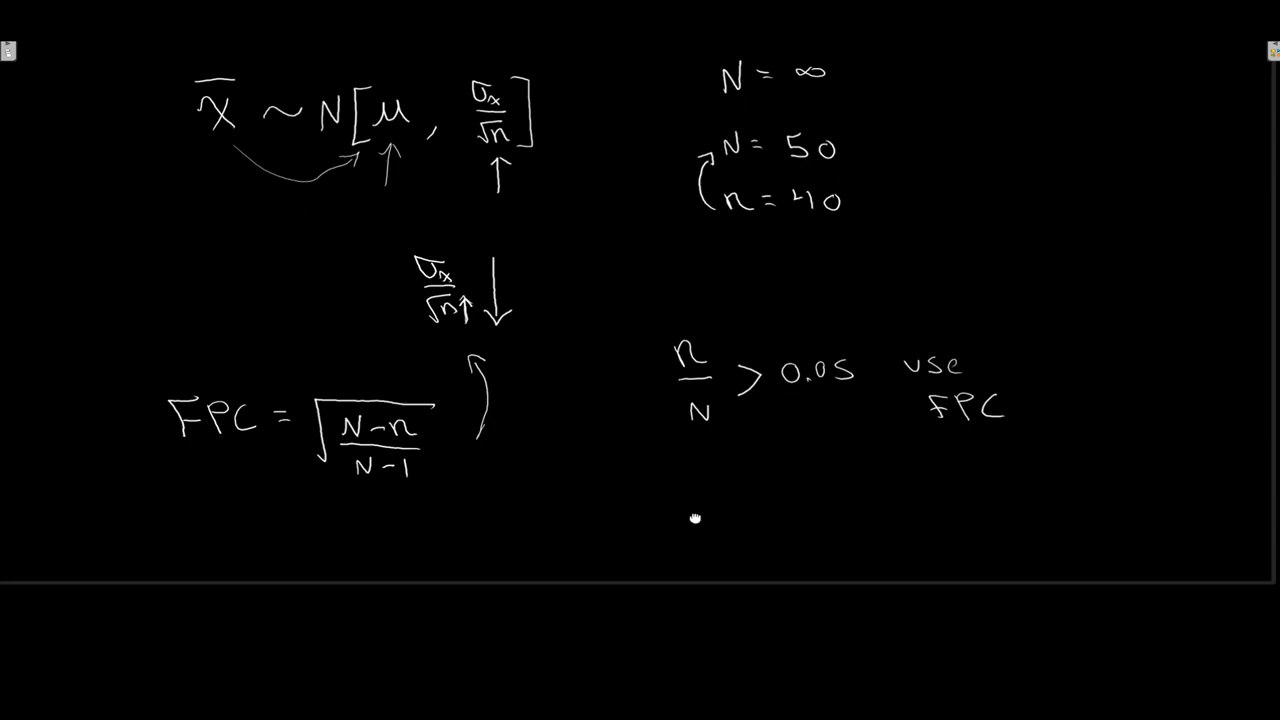 x̄ ~ N[μ, σx/√n]
N = ∞
N = 50
n = 40
σx/√n ↑ ↓
n/N > 0.05 use
FPC
FPC = √((N-n)/(N-1))